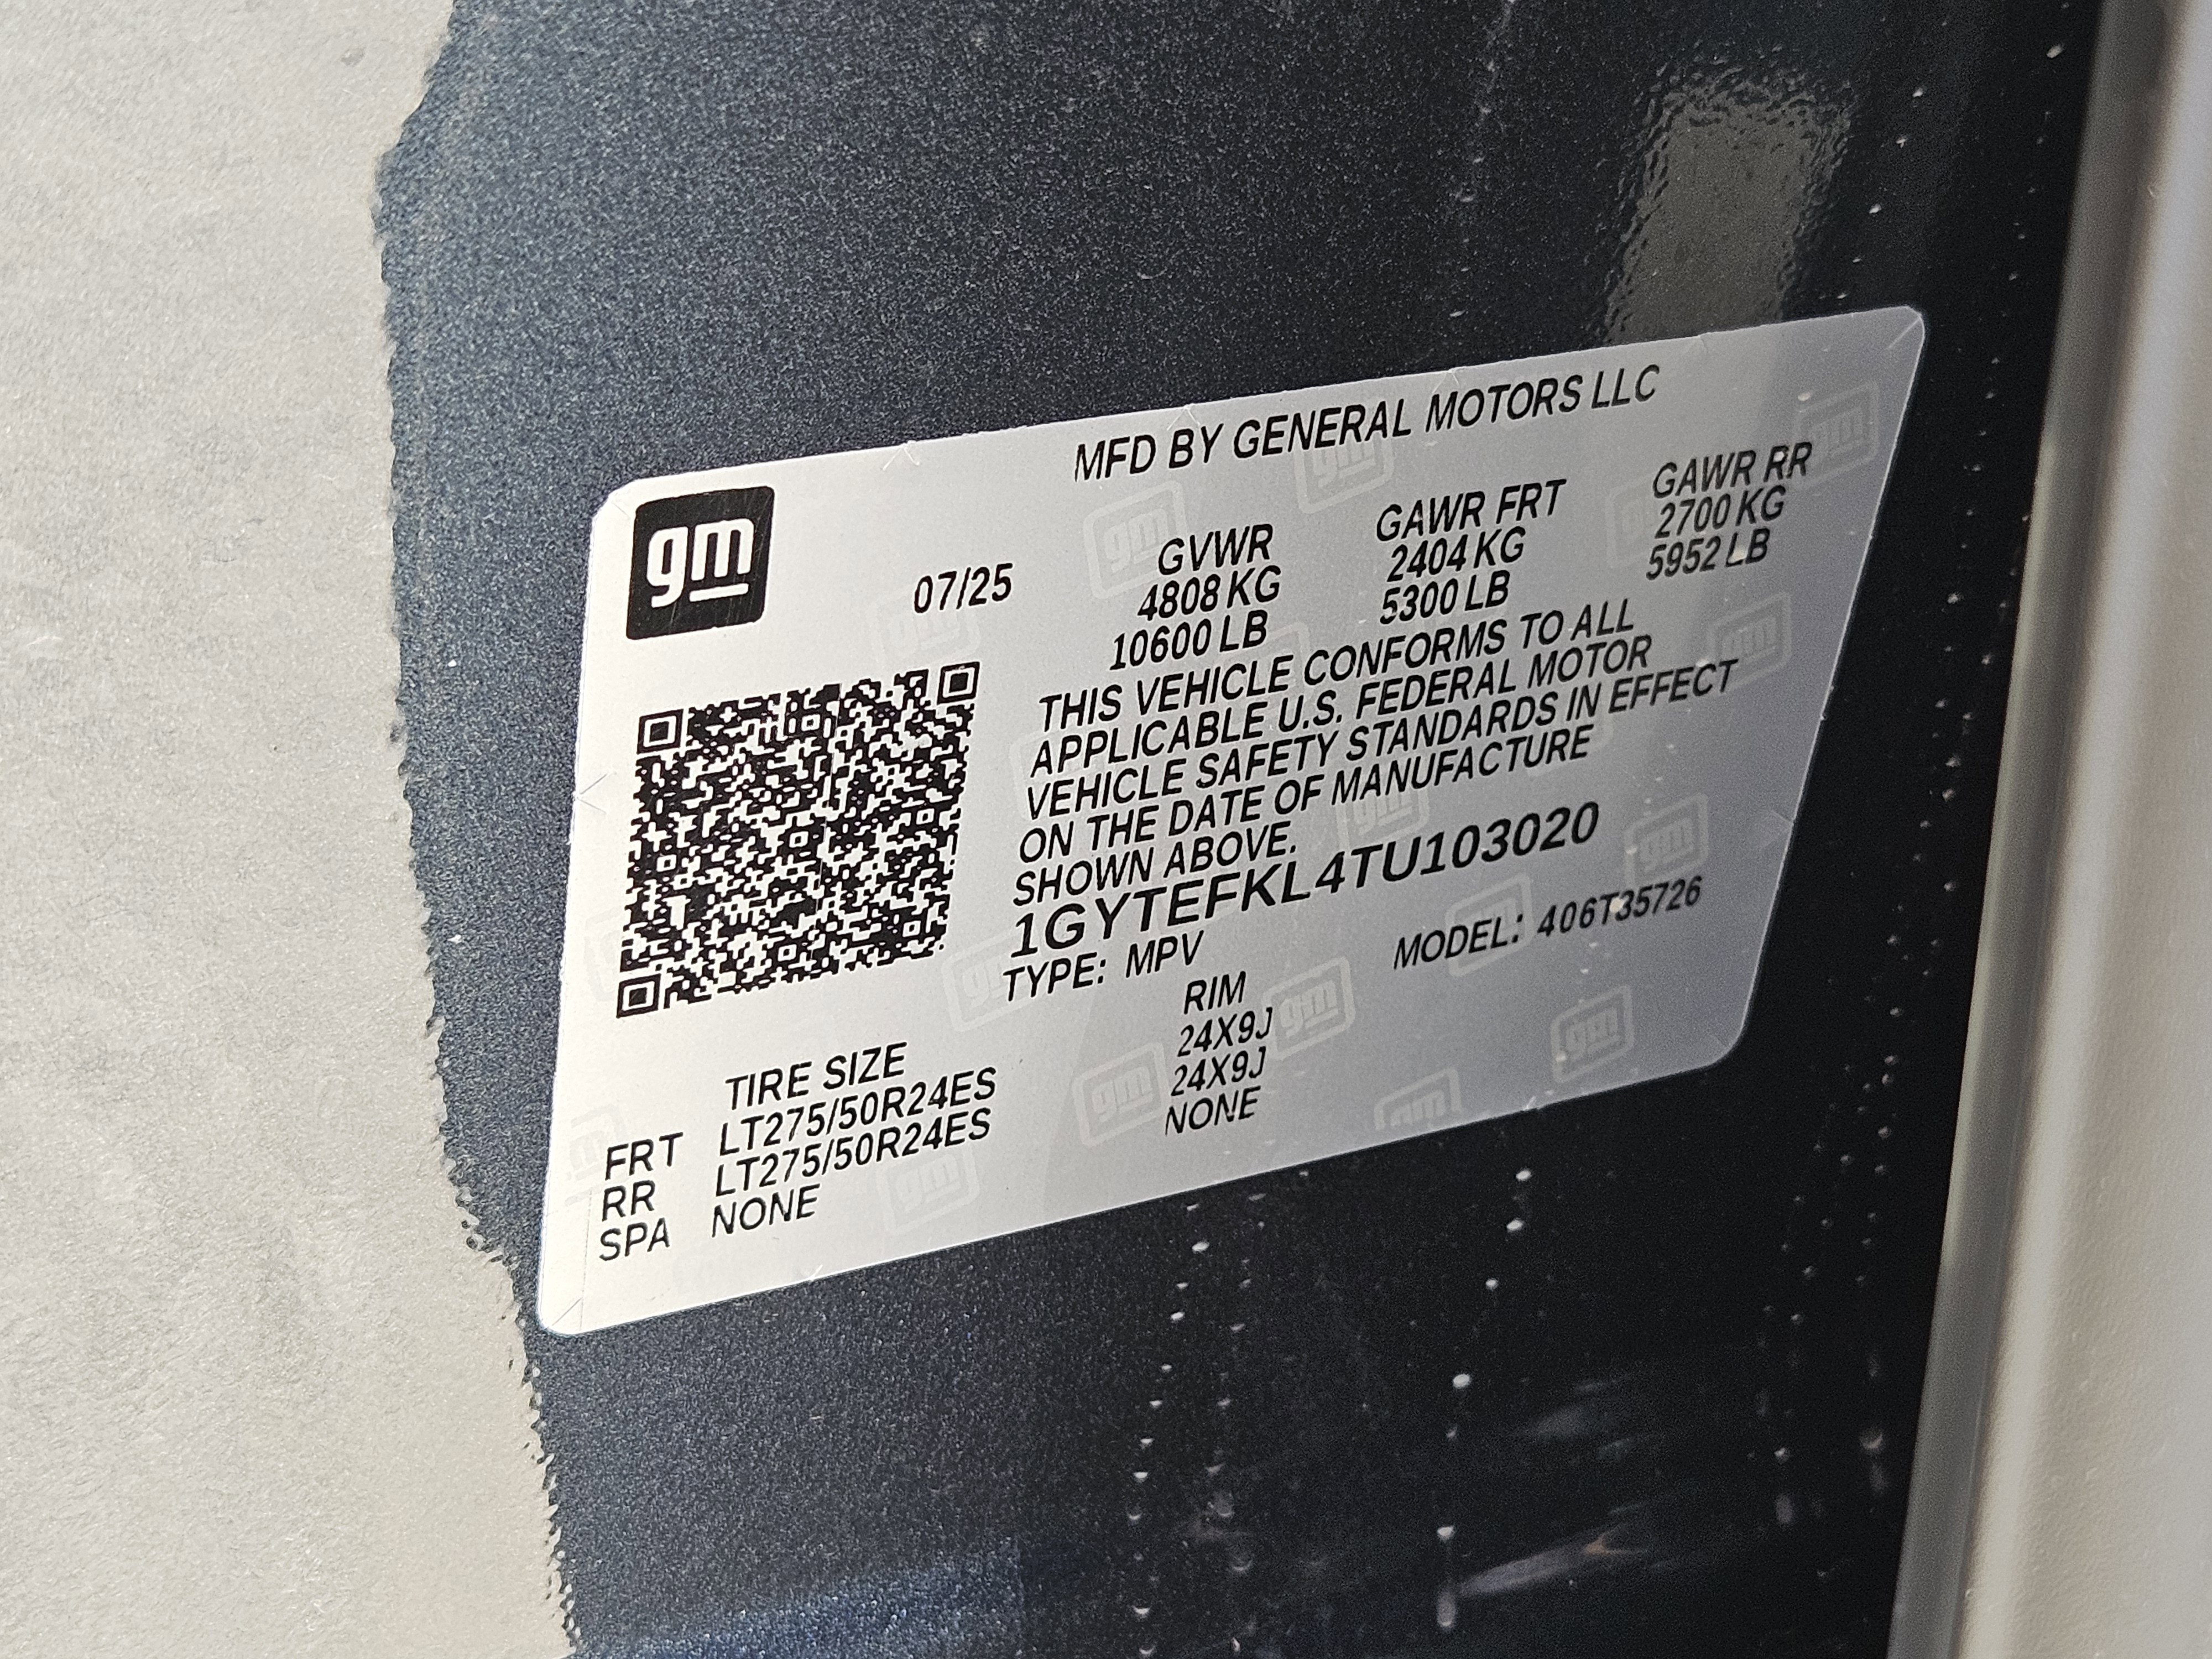 MFD BY GENERAL MOTORS LLC
gm
07/25
GVWR
4808 KG
10600 LB
GAWR FRT
2404 KG
5300 LB
GAWR RR
2700 KG
5952 LB
THIS VEHICLE CONFORMS TO ALL
APPLICABLE U.S. FEDERAL MOTOR
VEHICLE SAFETY STANDARDS IN EFFECT
ON THE DATE OF MANUFACTURE
SHOWN ABOVE.
1GYTEFKL4TU103020
TYPE: MPV
MODEL: 406T35726
TIRE SIZE RIM
FRT LT275/50R24ES 24X9J
RR LT275/50R24ES 24X9J
SPA NONE NONE